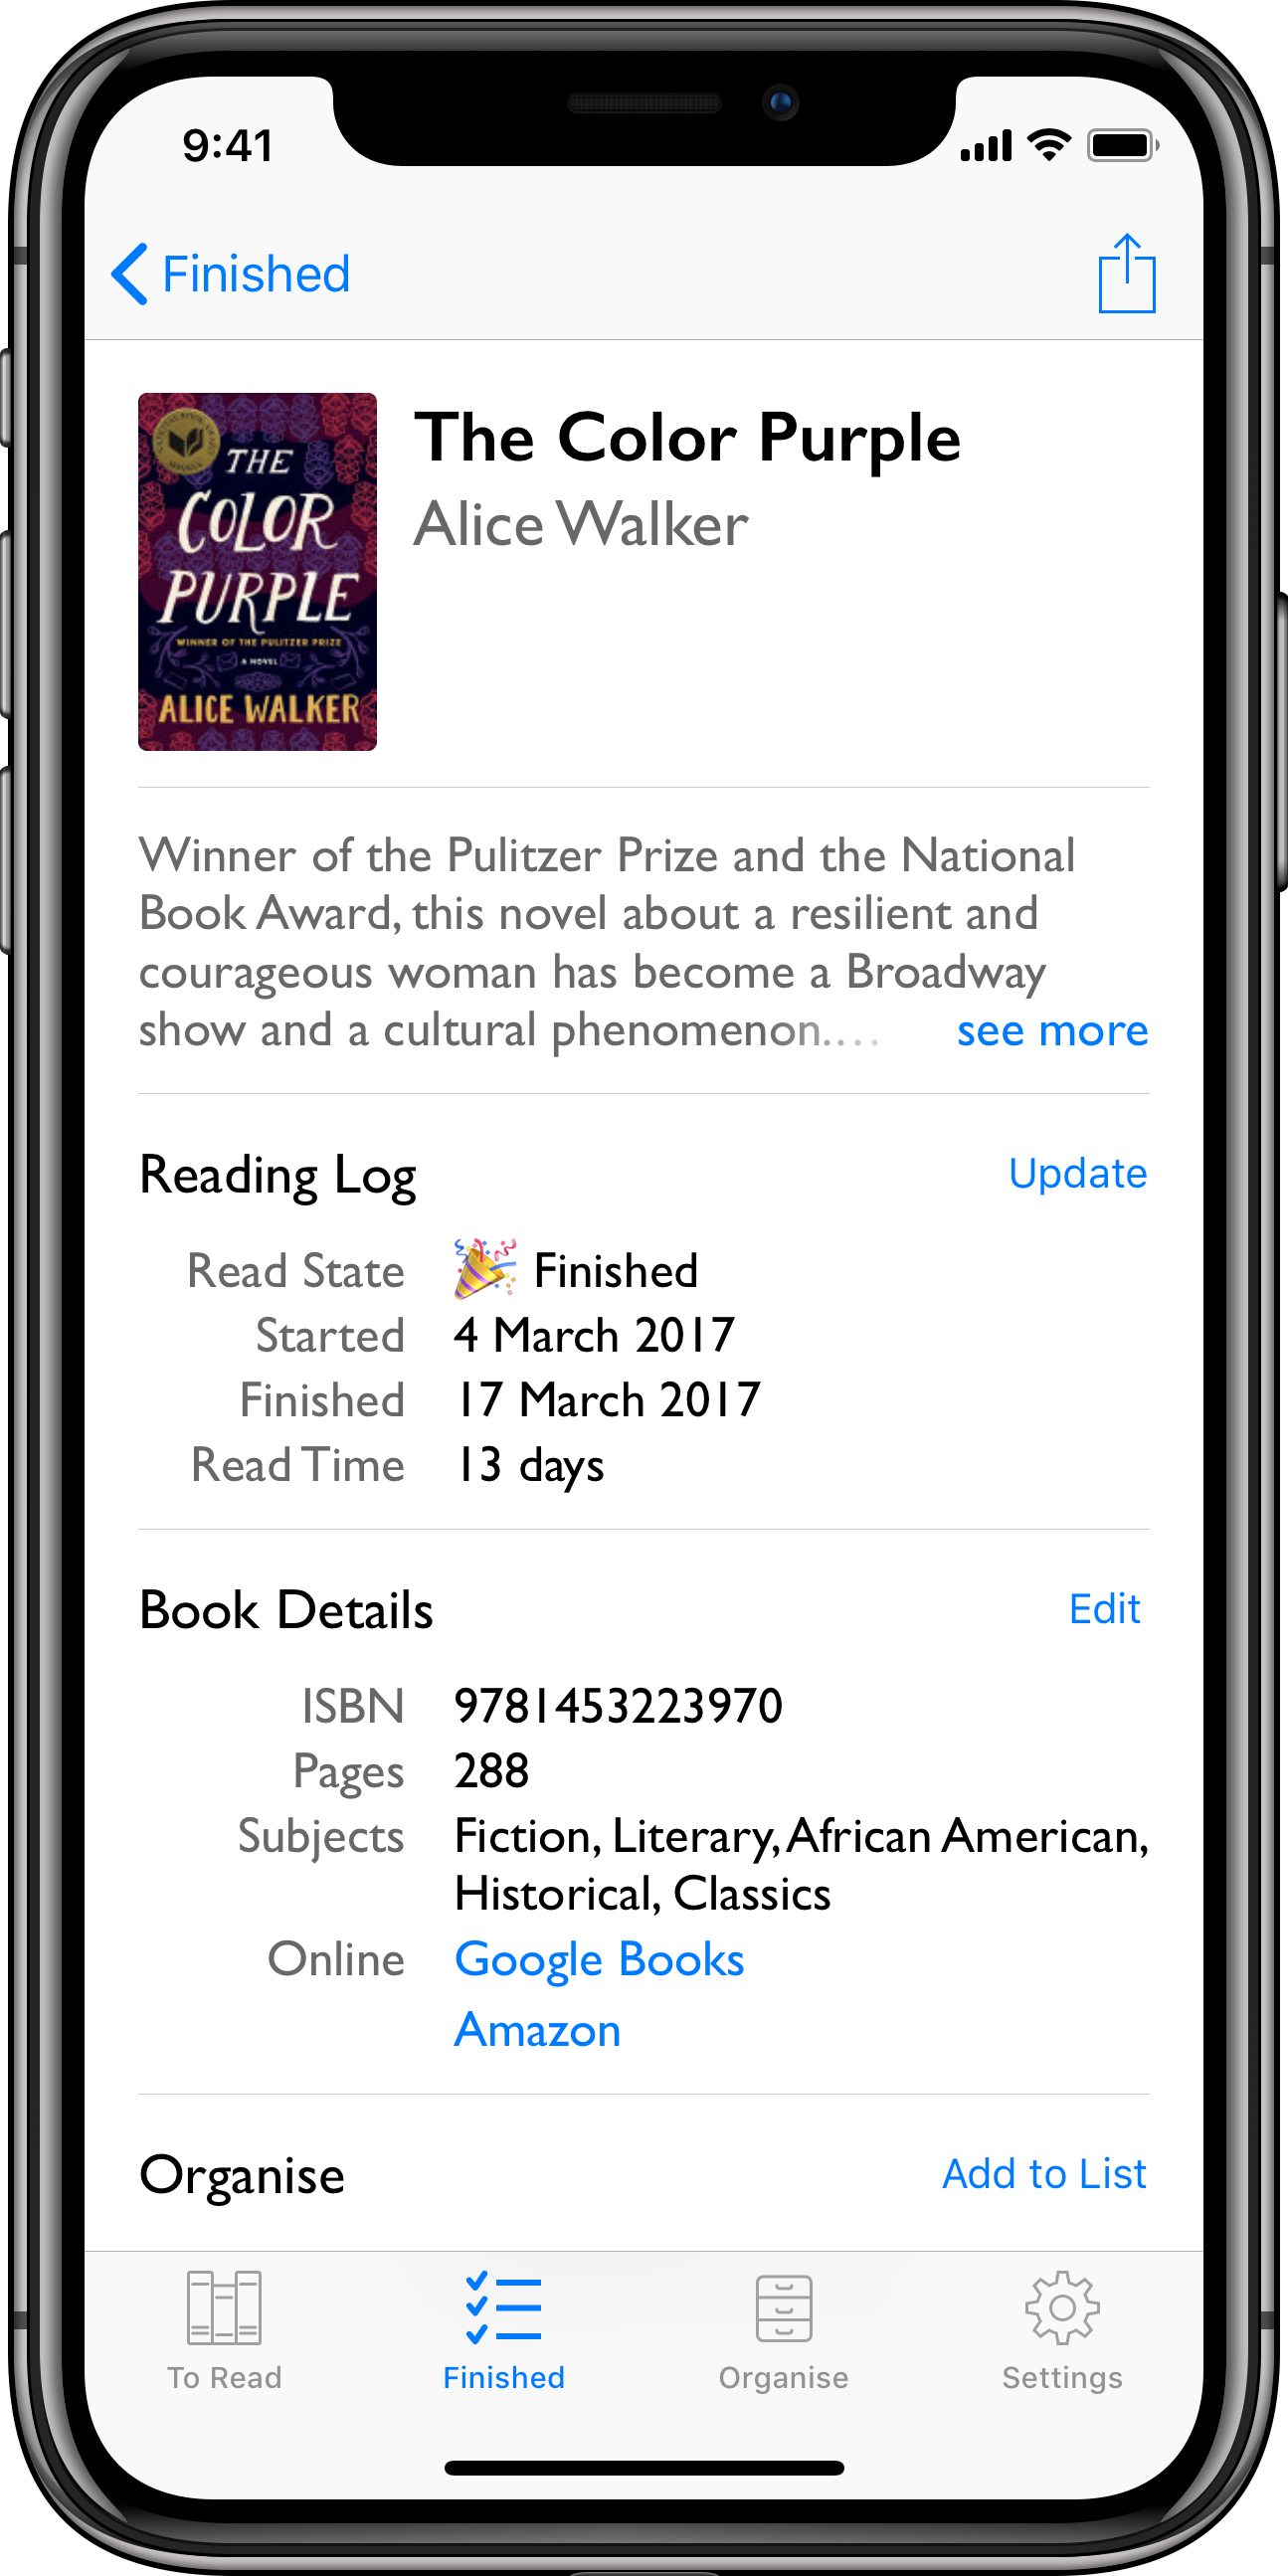 9:41
Finished
THE
COLOR
PURPLE
WINNER OF THE PULITZER PRIZE
A NOVEL
ALICE WALKER
The Color Purple
Alice Walker
Winner of the Pulitzer Prize and the National
Book Award, this novel about a resilient and
courageous woman has become a Broadway
show and a cultural phenomenon.... see more
Reading Log Update
Read State 🎉 Finished
Started 4 March 2017
Finished 17 March 2017
Read Time 13 days
Book Details Edit
ISBN 9781453223970
Pages 288
Subjects Fiction, Literary, African American,
Historical, Classics
Online Google Books
Amazon
Organise Add to List
To Read Finished Organise Settings